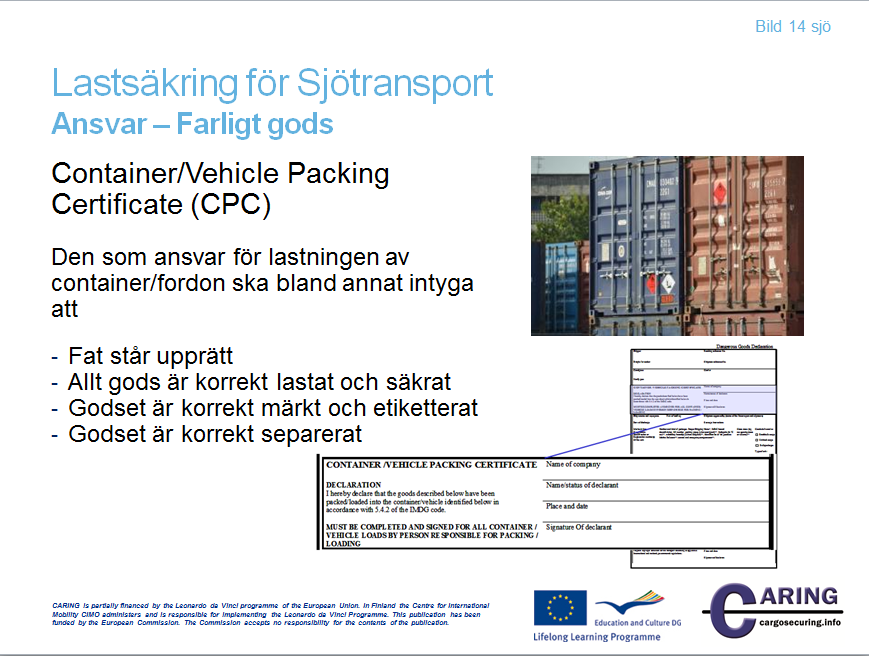 Bild 14 sjö
Lastsäkring för Sjötransport
Ansvar – Farligt gods
Container/Vehicle Packing
Certificate (CPC)
Den som ansvar för lastningen av
container/fordon ska bland annat intyga
att
- Fat står upprätt
- Allt gods är korrekt lastat och säkrat
- Godset är korrekt märkt och etiketterat
- Godset är korrekt separerat
Dangerous Goods Declaration
CONTAINER /VEHICLE PACKING CERTIFICATE
Name of company
DECLARATION
I hereby declare that the goods described below have been
packed/loaded into the container/vehicle identified below in
accordance with 5.4.2 of the IMDG code.
Name/status of declarant
Place and date
MUST BE COMPLETED AND SIGNED FOR ALL CONTAINER /
VEHICLE LOADS BY PERSON RESPONSIBLE FOR PACKING /
LOADING
Signature Of declarant
CARING is partially financed by the Leonardo da Vinci programme of the European Union. In Finland the Centre for International
Mobility CIMO administers and is responsible for implementing the Leonardo da Vinci Programme. This publication has been
funded by the European Commission. The Commission accepts no responsibility for the contents of the publication.
Education and Culture DG
Lifelong Learning Programme
CARING
cargosecuring.info